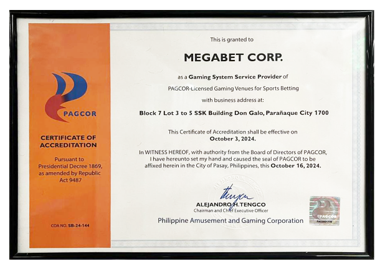 This is granted to
MEGABET CORP.
as a Gaming System Service Provider of
PAGCOR-Licensed Gaming Venues for Sports Betting
with business address at:
Block 7 Lot 3 to 5 SSK Building Don Galo, Parañaque City 1700
This Certificate of Accreditation shall be effective on
October 3, 2024.
In WITNESS HEREOF, with authority from the Board of Directors of PAGCOR,
I have hereunto set my hand and caused the seal of PAGCOR to be
affixed herein in the City of Pasay, Philippines, this October 16, 2024.
ALEJANDRO H. TENGCO
Chairman and Chief Executive Officer
Philippine Amusement and Gaming Corporation
PAGCOR
CERTIFICATE OF
ACCREDITATION
Pursuant to
Presidential Decree 1869,
as amended by Republic
Act 9487
COA NO. SB-24-144